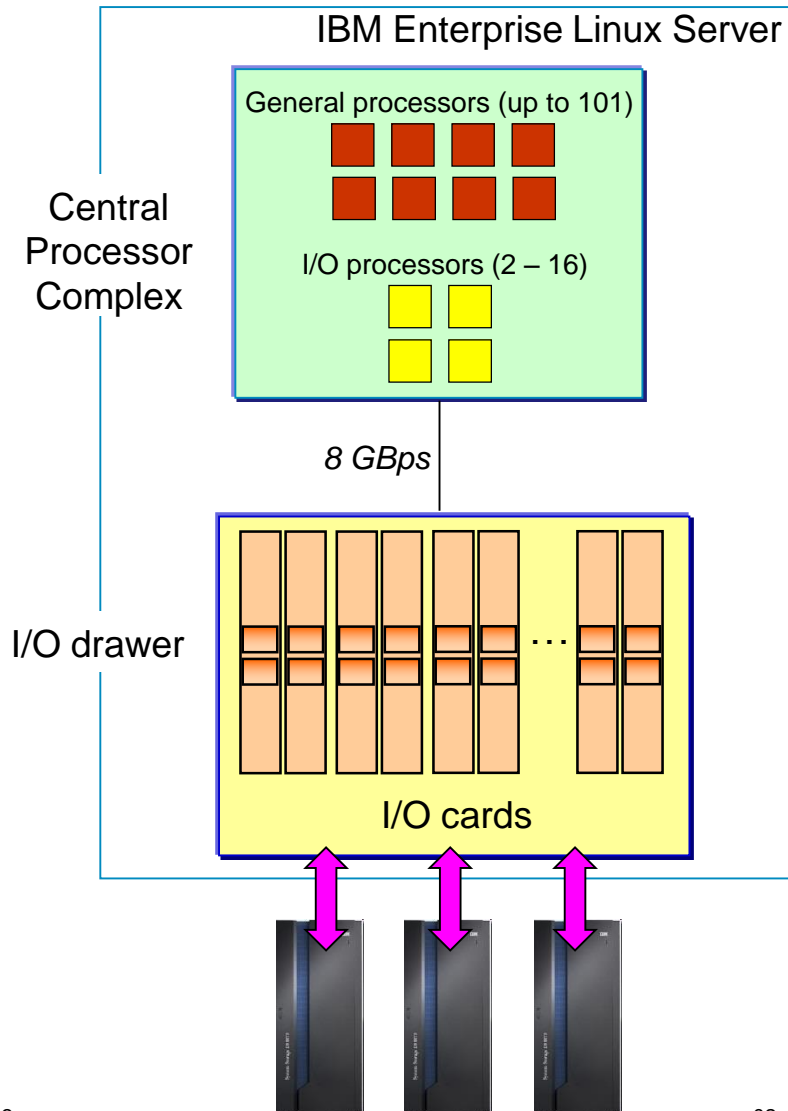 IBM Enterprise Linux Server
General processors (up to 101)
Central
Processor
Complex
I/O processors (2 – 16)
8 GBps
I/O drawer
...
I/O cards